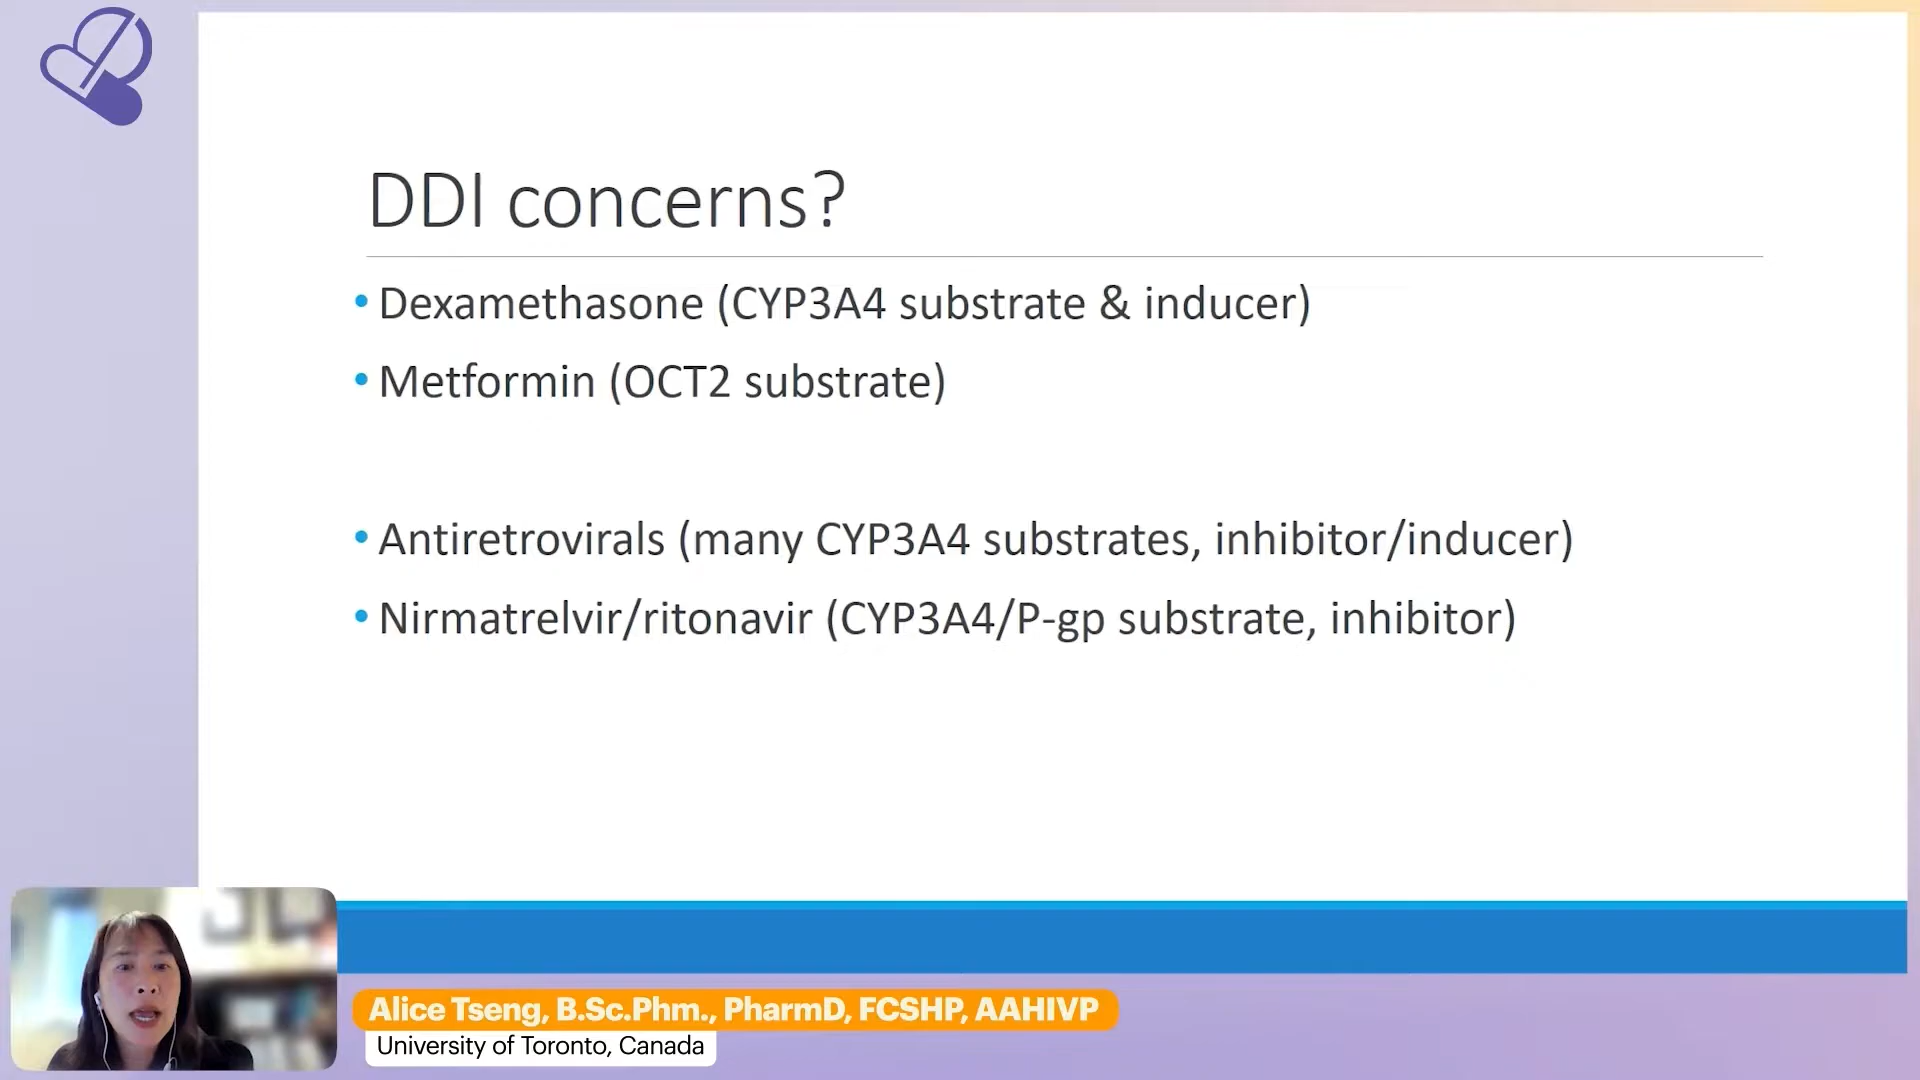 DDI concerns?
• Dexamethasone (CYP3A4 substrate & inducer)
• Metformin (OCT2 substrate)
• Antiretrovirals (many CYP3A4 substrates, inhibitor/inducer)
• Nirmatrelvir/ritonavir (CYP3A4/P-gp substrate, inhibitor)
Alice Tseng, B.Sc.Phm., PharmD, FCSHP, AAHIVP
University of Toronto, Canada